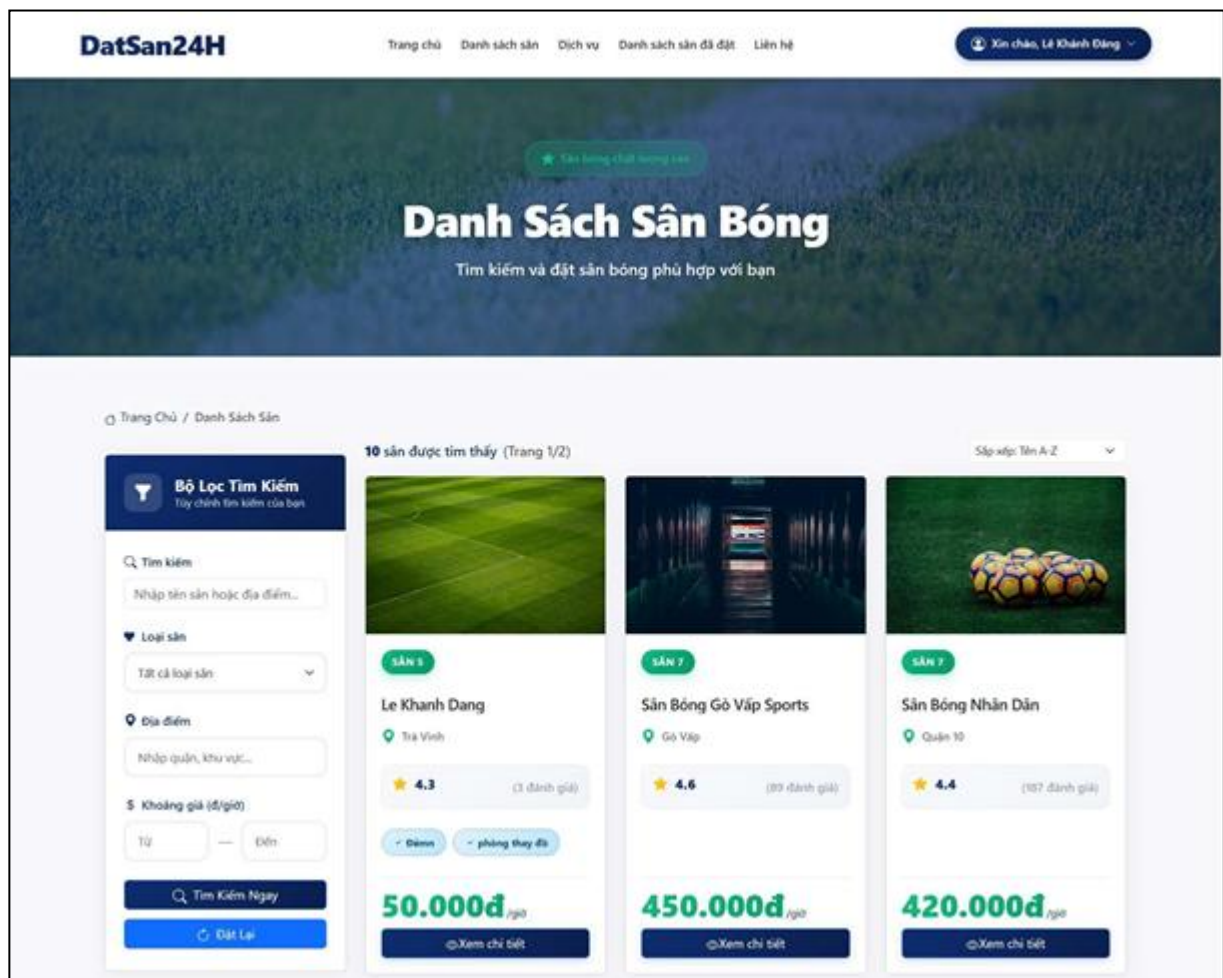 DatSan24H
Trang chủ Danh sách sân Dịch vụ Danh sách sân đã đặt Liên hệ
Xin chào, Lê Khánh Đăng
Sân bóng chất lượng cao
Danh Sách Sân Bóng
Tìm kiếm và đặt sân bóng phù hợp với bạn
Trang Chủ / Danh Sách Sân
Bộ Lọc Tìm Kiếm
Tùy chỉnh tìm kiếm của bạn
Tìm kiếm
Nhập tên sân hoặc địa điểm...
Loại sân
Tất cả loại sân
Địa điểm
Nhập quận, khu vực...
$ Khoảng giá (đ/giờ)
Từ — Đến
Tìm Kiếm Ngay
Đặt Lại
10 sân được tìm thấy (Trang 1/2)
Sắp xếp: Tên A-Z
SÂN 5
Le Khanh Dang
Trà Vinh
4.3 (3 đánh giá)
phòng thay đồ
50.000đ /giờ
Xem chi tiết
SÂN 7
Sân Bóng Gò Vấp Sports
Gò Vấp
4.6 (89 đánh giá)
450.000đ /giờ
Xem chi tiết
SÂN 7
Sân Bóng Nhân Dân
Quận 10
4.4 (187 đánh giá)
420.000đ /giờ
Xem chi tiết